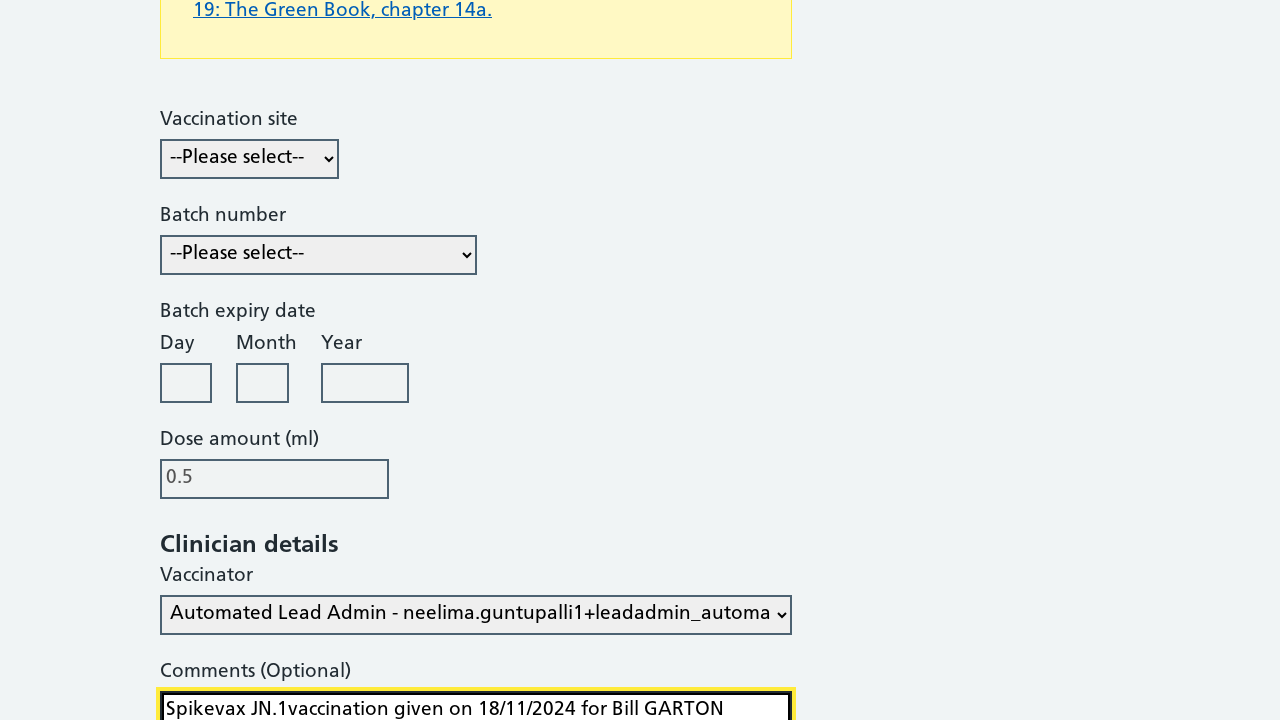 19: The Green Book, chapter 14a.
Vaccination site
--Please select--
Batch number
--Please select--
Batch expiry date
Day Month Year
Dose amount (ml)
0.5
Clinician details
Vaccinator
Automated Lead Admin - neelima.guntupalli1+leadadmin_automa
Comments (Optional)
Spikevax JN.1vaccination given on 18/11/2024 for Bill GARTON